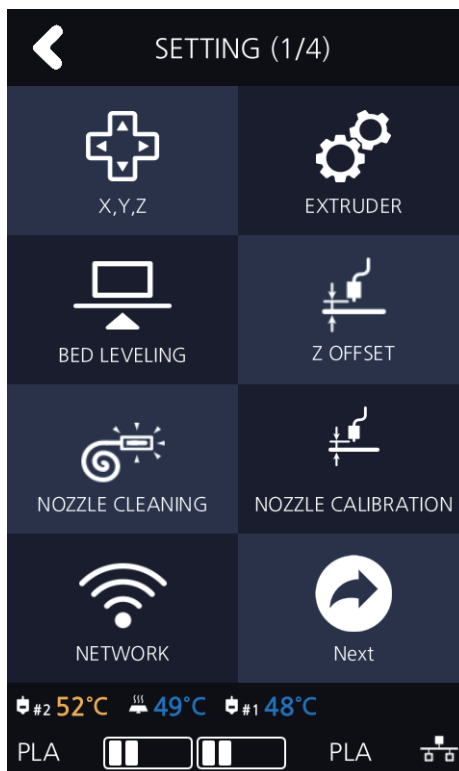 SETTING (1/4)
X,Y,Z EXTRUDER
BED LEVELING Z OFFSET
NOZZLE CLEANING NOZZLE CALIBRATION
NETWORK Next
#2 52°C 49°C #1 48°C
PLA PLA